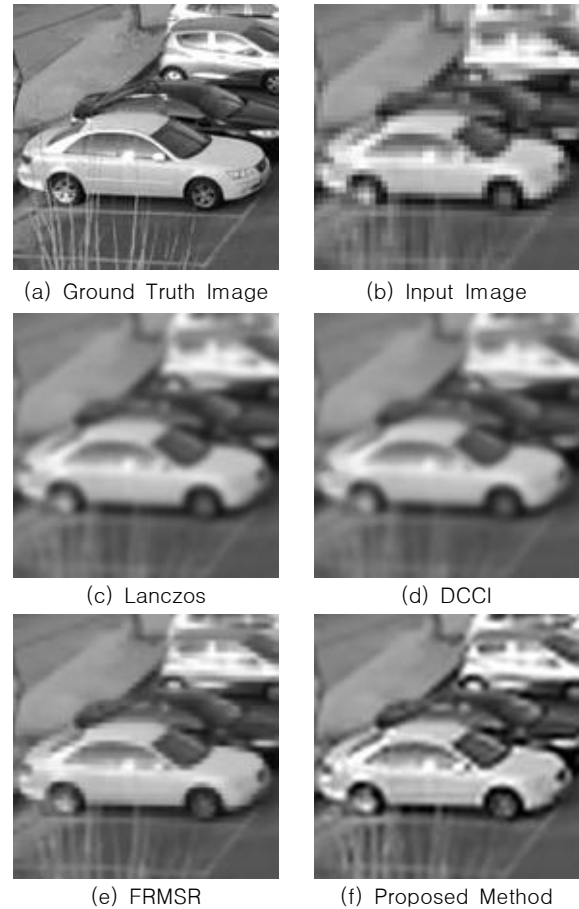 (a) Ground Truth Image
(b) Input Image
(c) Lanczos
(d) DCCI
(e) FRMSR
(f) Proposed Method